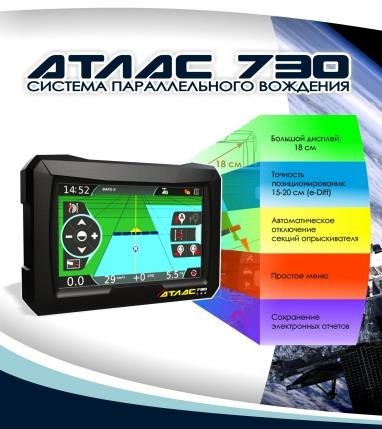 АТЛАС 730
СИСТЕМА ПАРАЛЛЕЛЬНОГО ВОЖДЕНИЯ
Большой дисплей:
18 см
18 см
Точность
позиционирования:
15-20 см (e-Diff)
Автоматическое
отключение
секций опрыскивателя
Простое меню
Сохранение
электронных отчетов
14:52
0.0
29
+0
5.5
АТЛАС 730